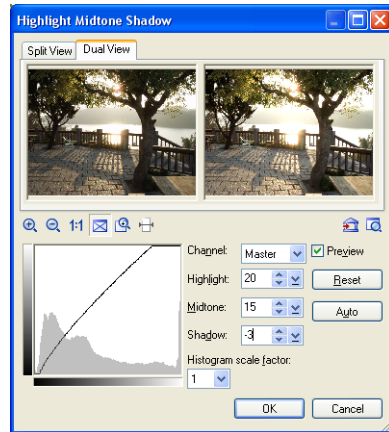 Highlight Midtone Shadow
Split View Dual View
1:1
Channel: Master Preview
Highlight: 20 Reset
Midtone: 15 Auto
Shadow: -3
Histogram scale factor:
1
OK Cancel